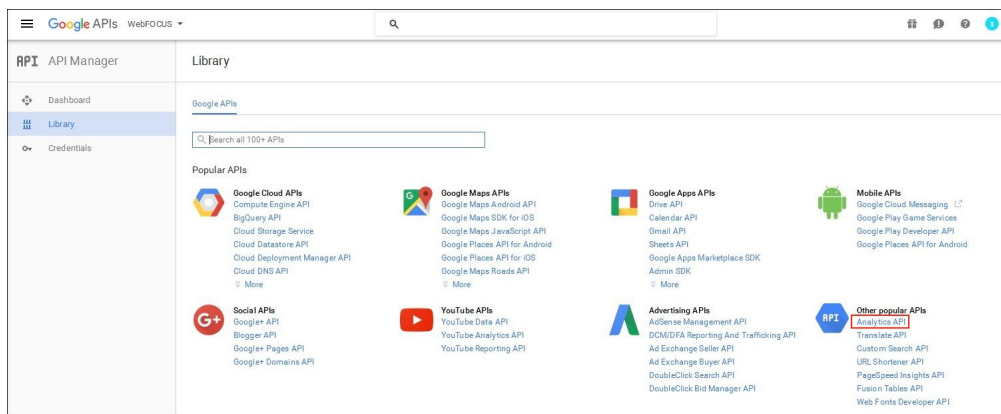 Google APIs WebFOCUS
API API Manager
Library
Dashboard
Library
Credentials
Google APIs
Search all 100+ APIs
Popular APIs
Google Cloud APIs
Compute Engine API
BigQuery API
Cloud Storage Service
Cloud Datastore API
Cloud Deployment Manager API
Cloud DNS API
More
Google Maps APIs
Google Maps Android API
Google Maps SDK for iOS
Google Maps JavaScript API
Google Places API for Android
Google Places API for iOS
Google Maps Roads API
More
Google Apps APIs
Drive API
Calendar API
Gmail API
Sheets API
Google Apps Marketplace SDK
Admin SDK
More
Mobile APIs
Google Cloud Messaging
Google Play Game Services
Google Play Developer API
Google Places API for Android
G+
Social APIs
Google+ API
Blogger API
Google+ Pages API
Google+ Domains API
YouTube APIs
YouTube Data API
YouTube Analytics API
YouTube Reporting API
Advertising APIs
AdSense Management API
DCM/DFA Reporting And Trafficking API
Ad Exchange Seller API
Ad Exchange Buyer API
DoubleClick Search API
DoubleClick Bid Manager API
API
Other popular APIs
Analytics API
Translate API
Custom Search API
URL Shortener API
PageSpeed Insights API
Fusion Tables API
Web Fonts Developer API